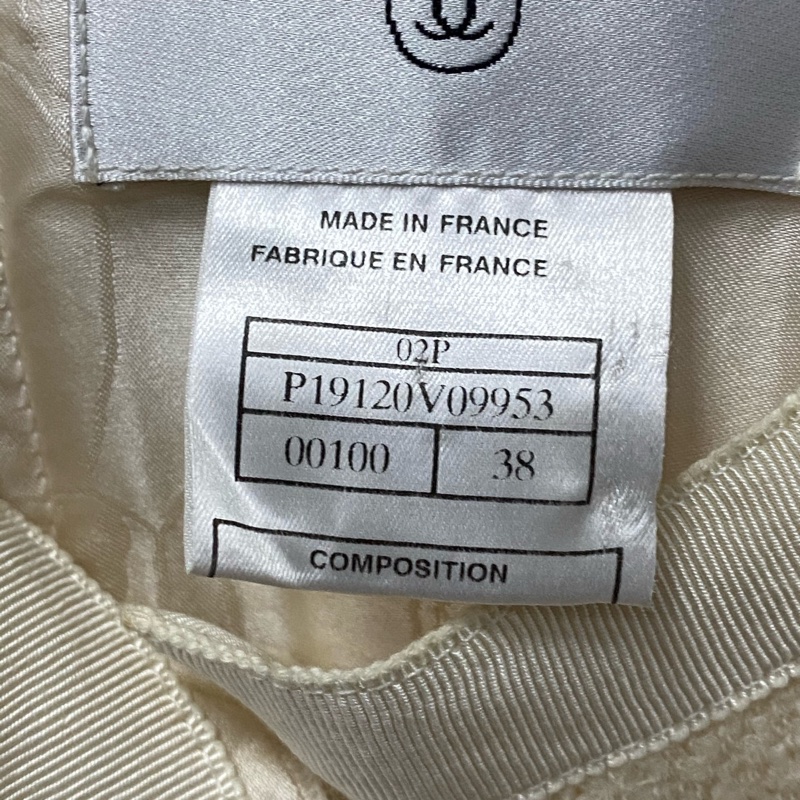 MADE IN FRANCE
FABRIQUE EN FRANCE
02P
P19120V09953
00100 38
COMPOSITION